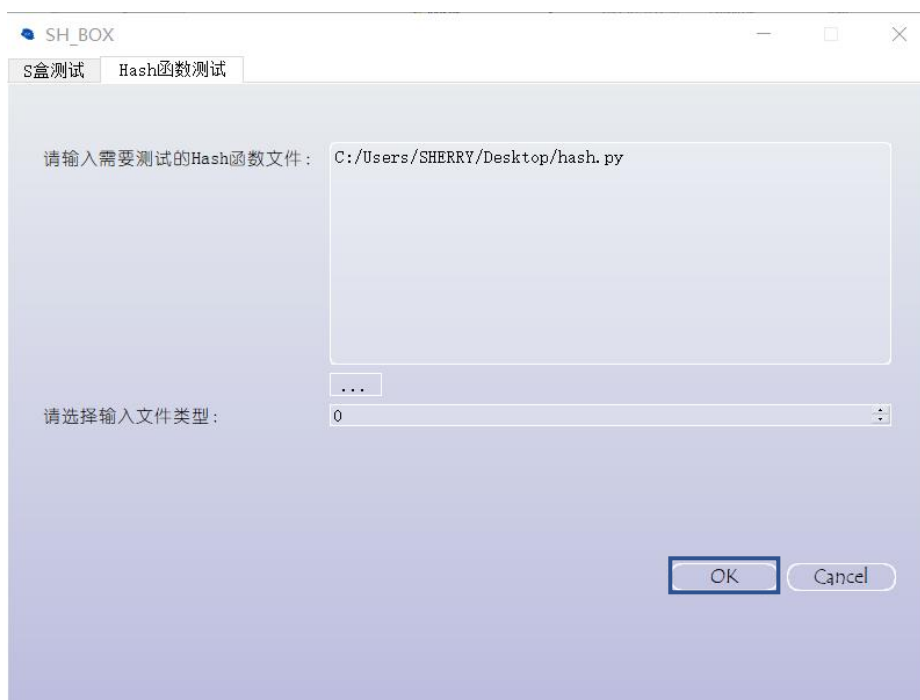 SH_BOX
S盒测试 Hash函数测试
请输入需要测试的Hash函数文件: C:/Users/SHERRY/Desktop/hash.py
...
请选择输入文件类型: 0
OK Cancel